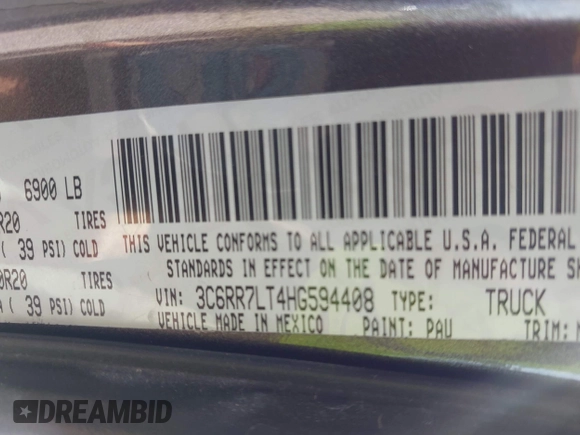 6900 LB
R20 TIRES
( 39 PSI) COLD THIS VEHICLE CONFORMS TO ALL APPLICABLE U.S.A. FEDERAL
0R20 TIRES STANDARDS IN EFFECT ON THE DATE OF MANUFACTURE
A ( 39 PSI) COLD VIN: 3C6RR7LT4HG594408 TYPE: TRUCK
VEHICLE MADE IN MEXICO PAINT: PAU TRIM:
DREAMBID